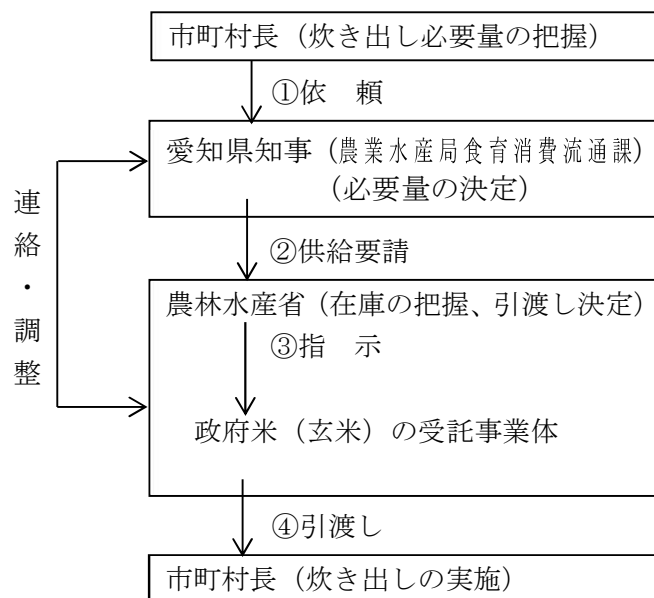 市町村長（炊き出し必要量の把握）
①依　頼
愛知県知事（農業水産局食育消費流通課）
（必要量の決定）
②供給要請
連絡・調整
農林水産省（在庫の把握、引渡し決定）
③指　示
政府米（玄米）の受託事業体
④引渡し
市町村長（炊き出しの実施）